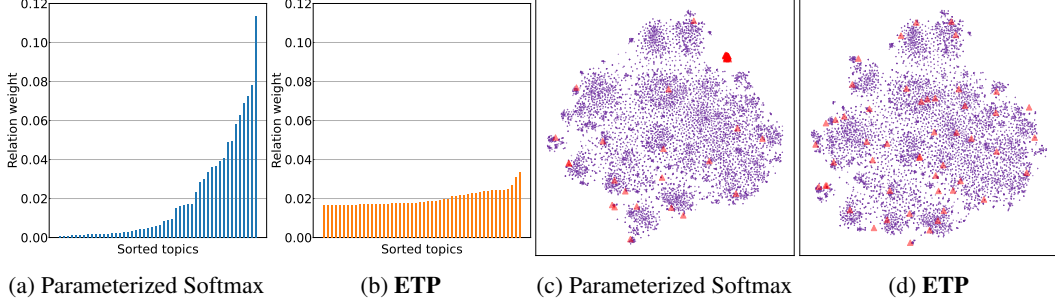 0.12
0.10
0.08
0.06
0.04
0.02
0.00
Relation weight
Sorted topics
0.12
0.10
0.08
0.06
0.04
0.02
0.00
Relation weight
Sorted topics
(a) Parameterized Softmax
(b) ETP
(c) Parameterized Softmax
(d) ETP